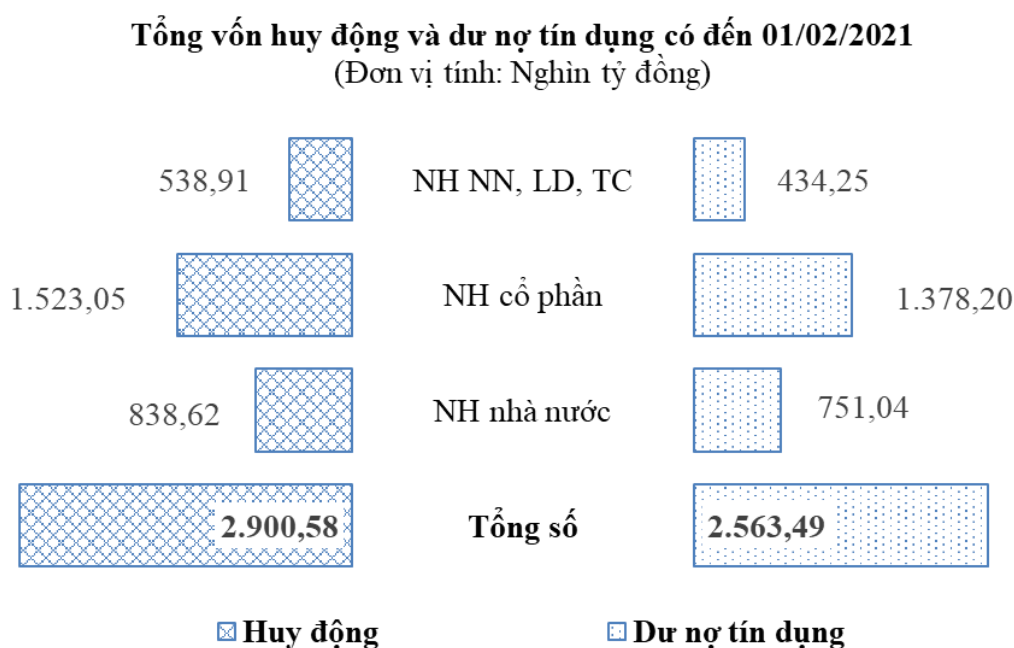 Tổng vốn huy động và dư nợ tín dụng có đến 01/02/2021
(Đơn vị tính: Nghìn tỷ đồng)
538,91 NH NN, LD, TC 434,25
1.523,05 NH cổ phần 1.378,20
838,62 NH nhà nước 751,04
2.900,58 Tổng số 2.563,49
Huy động Dư nợ tín dụng